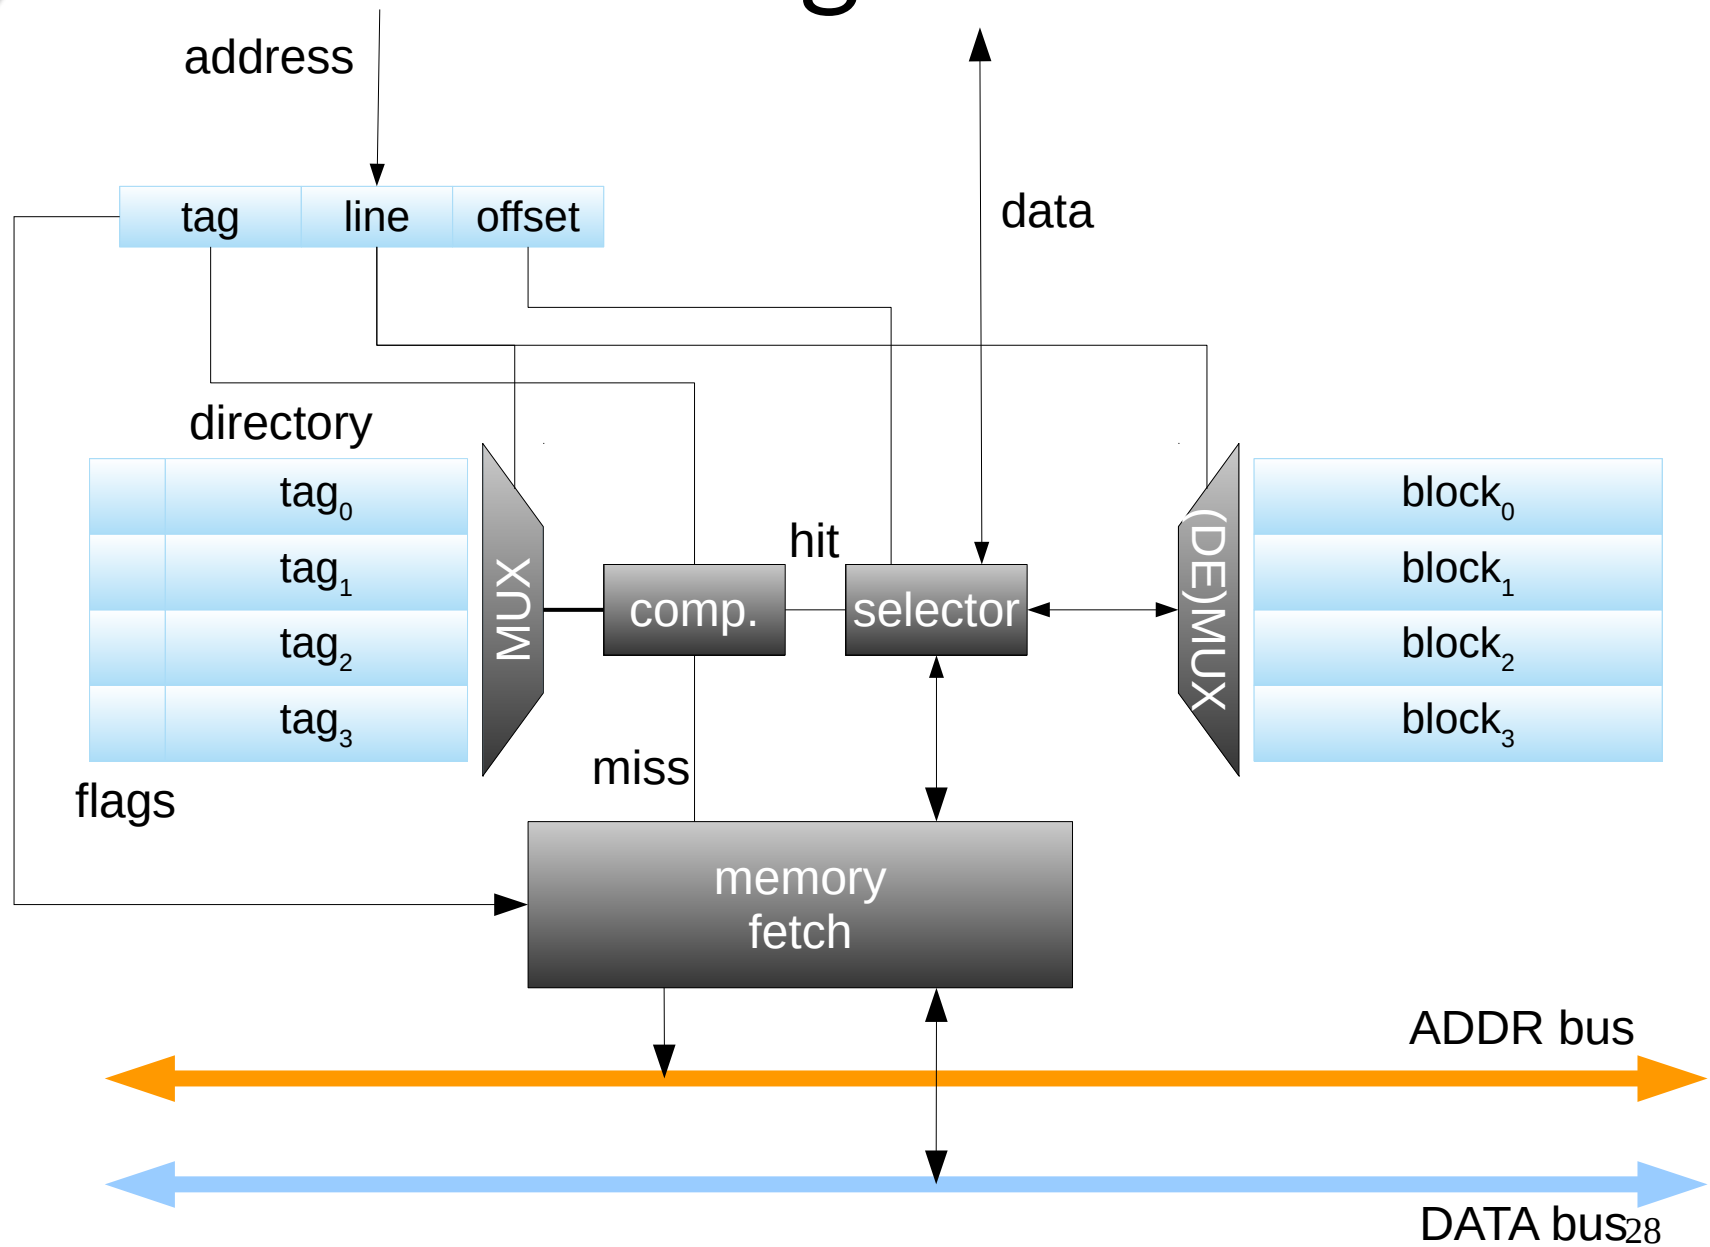 address
data
tag line offset
directory
tag0
tag1
tag2
tag3
flags
MUX
comp.
hit
selector
(DE)MUX
block0
block1
block2
block3
miss
memory
fetch
ADDR bus
DATA bus
28